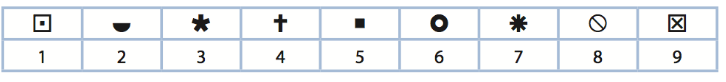 ⊡ ◡ * ✝ ■ O ✷ ⃠ ☒
1 2 3 4 5 6 7 8 9